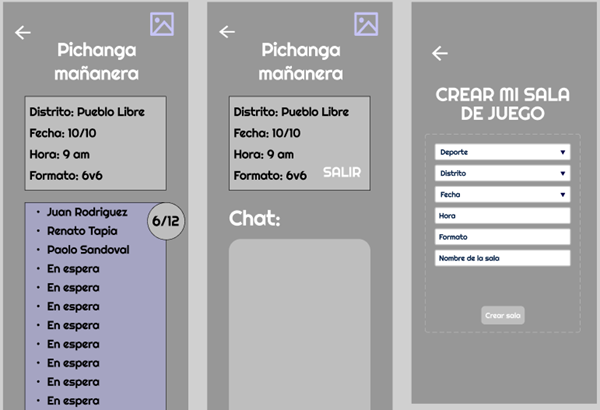 Pichanga
mañanera
Distrito: Pueblo Libre
Fecha: 10/10
Hora: 9 am
Formato: 6v6
6/12
• Juan Rodriguez
• Renato Tapia
• Paolo Sandoval
• En espera
• En espera
• En espera
• En espera
• En espera
• En espera
• En espera
• En espera
Pichanga
mañanera
Distrito: Pueblo Libre
Fecha: 10/10
Hora: 9 am
Formato: 6v6
SALIR
Chat:
CREAR MI SALA
DE JUEGO
Deporte
Distrito
Fecha
Hora
Formato
Nombre de la sala
Crear sala